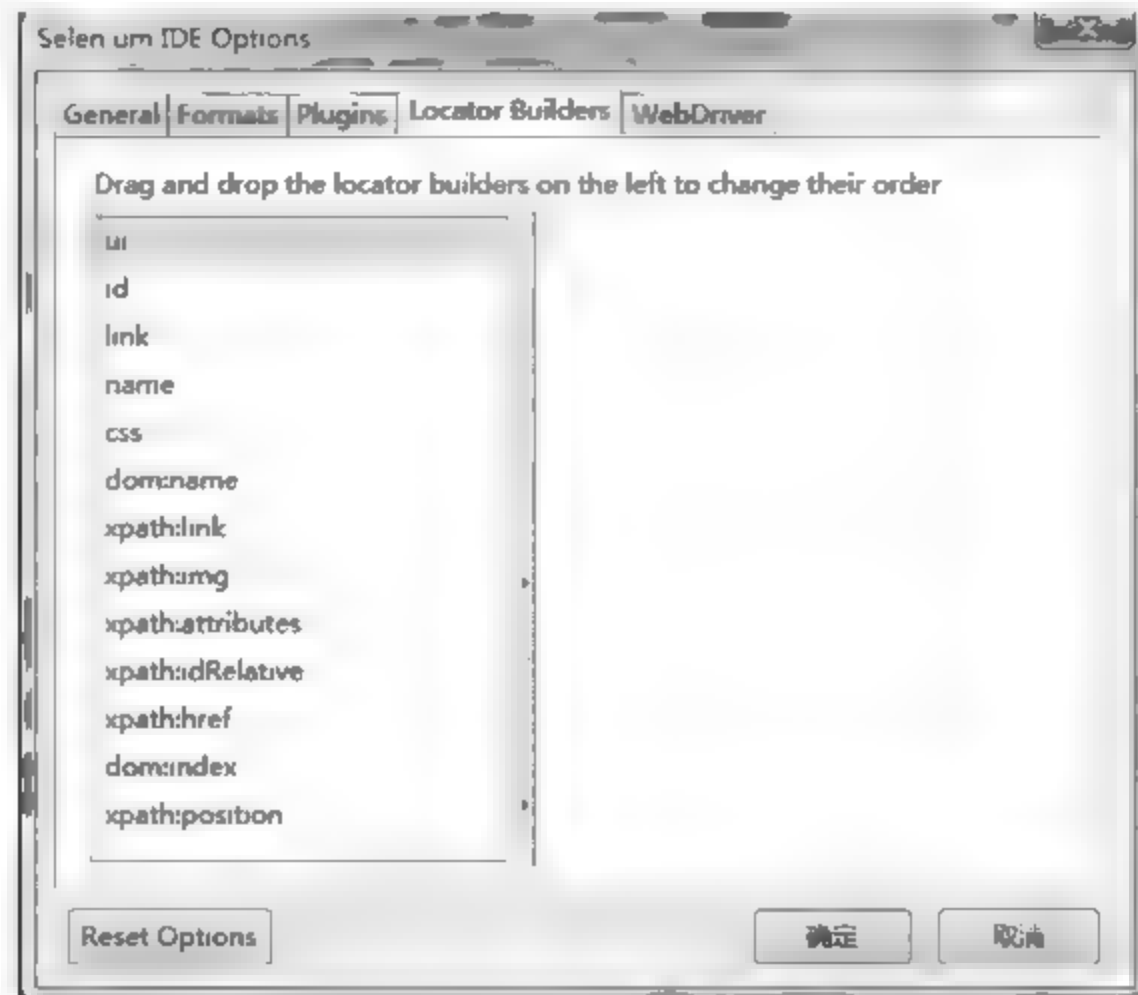 Selenium IDE Options
General Formats Plugins Locator Builders WebDriver
Drag and drop the locator builders on the left to change their order
ui
id
link
name
css
dom:name
xpath:link
xpath:img
xpath:attributes
xpath:idRelative
xpath:href
dom:index
xpath:position
Reset Options 确定 取消